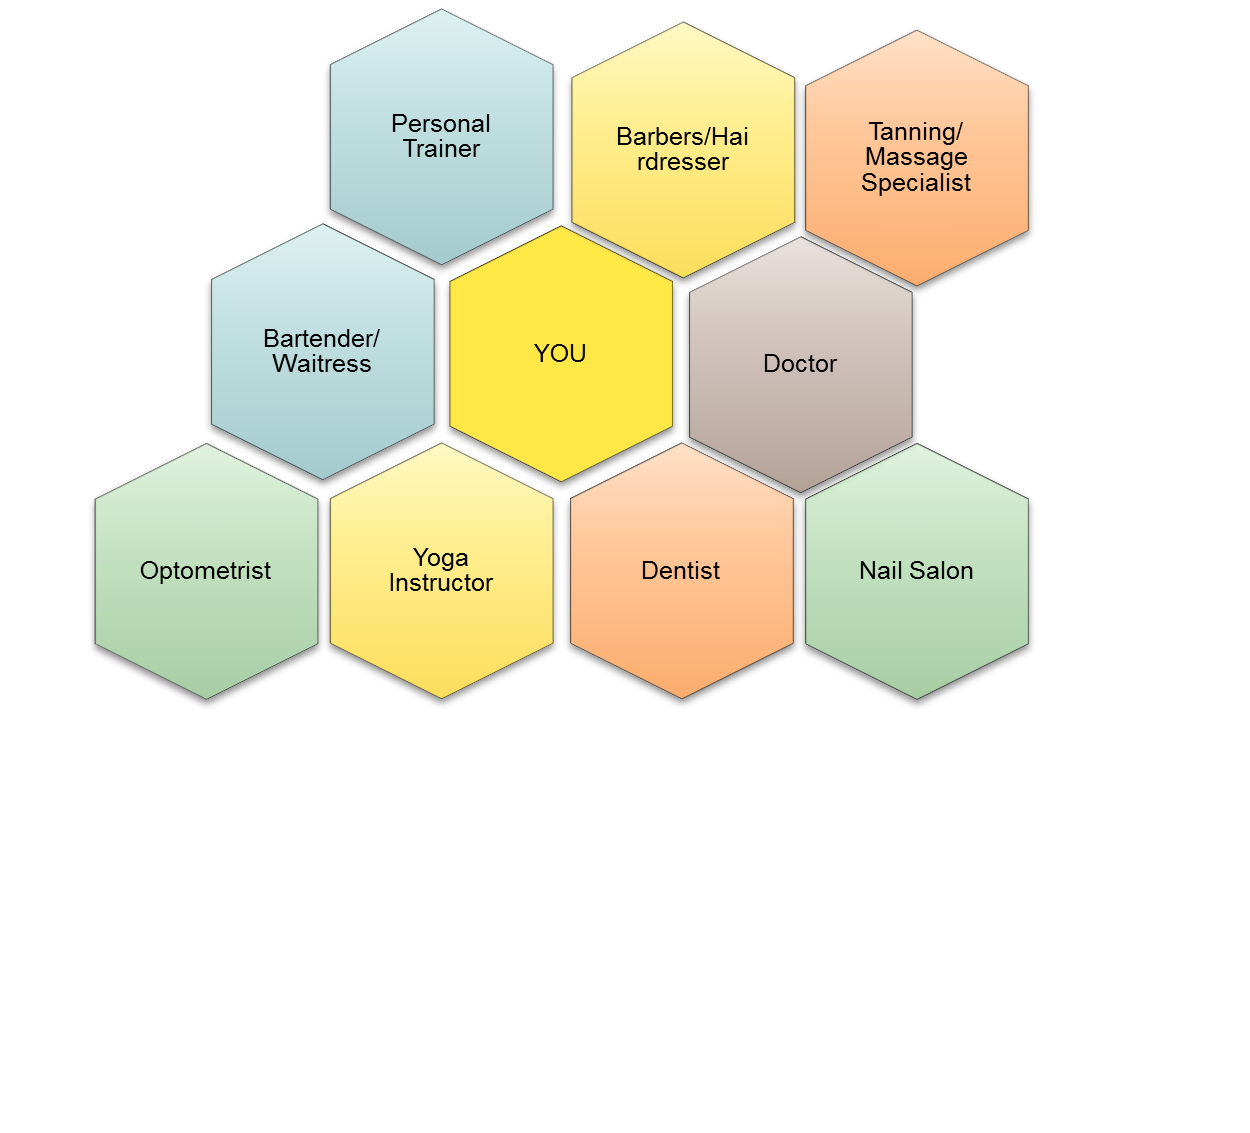 Personal
Trainer
Barbers/Hai
rdresser
Tanning/
Massage
Specialist
Bartender/
Waitress
YOU
Doctor
Optometrist
Yoga
Instructor
Dentist
Nail Salon